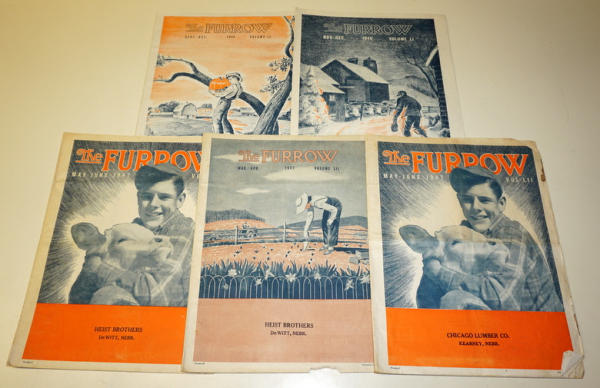 The FURROW
SEPT.-OCT. 1946 VOLUME LI
The FURROW
NOV.-DEC. 1946 VOLUME LI
The FURROW
MAY-JUNE 1947
The FURROW
MAR.-APR. 1947 VOLUME LII
The FURROW
MAY-JUNE 1947 VOL. LII
HEIST BROTHERS
DEWITT, NEBR.
HEIST BROTHERS
DEWITT, NEBR.
CHICAGO LUMBER CO.
KEARNEY, NEBR.